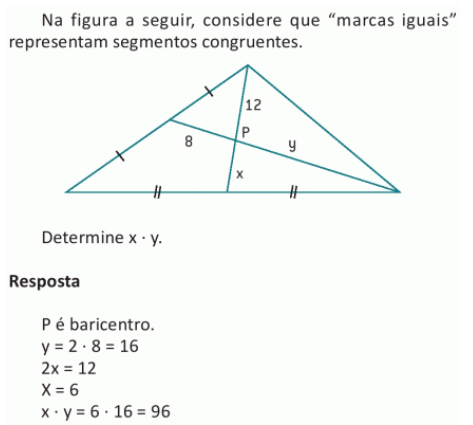 Na figura a seguir, considere que “marcas iguais”
representam segmentos congruentes.
12
P
8
y
x
Determine x · y.
Resposta
P é baricentro.
y = 2 · 8 = 16
2x = 12
X = 6
x · y = 6 · 16 = 96